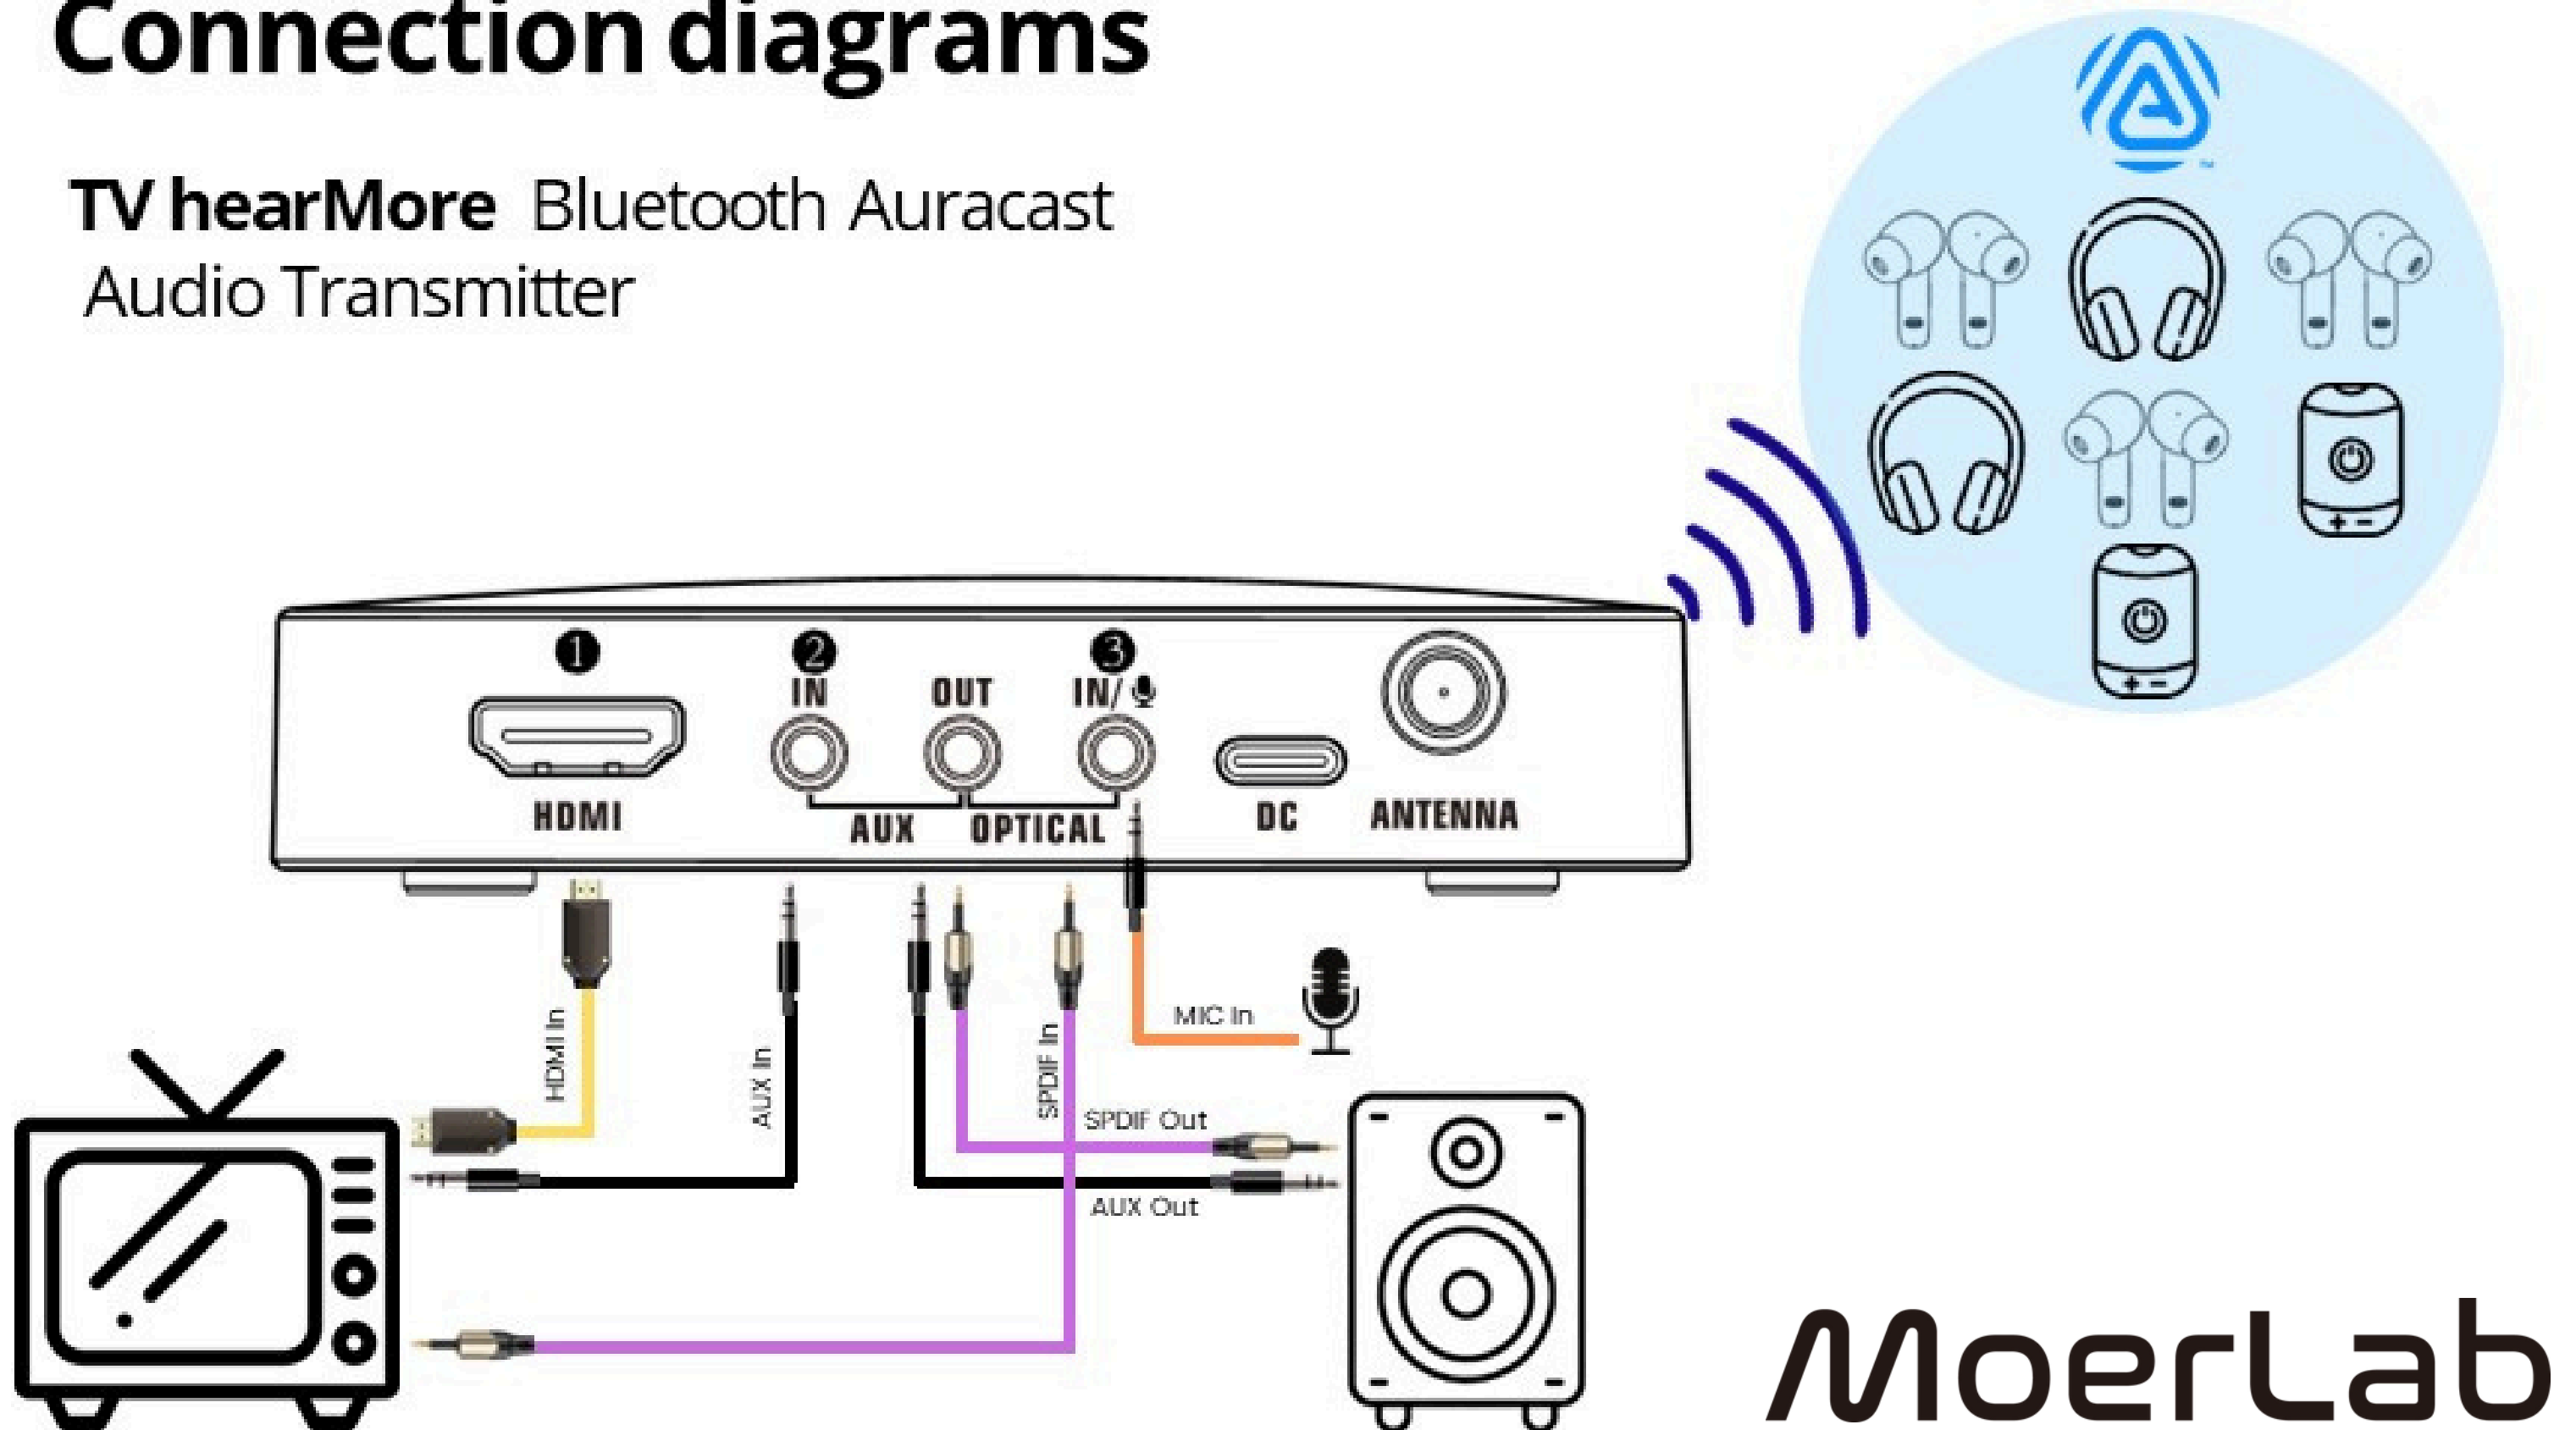 Connection diagrams
TV hearMore Bluetooth Auracast
Audio Transmitter
™
1
2
3
IN
OUT
IN/
HDMI
AUX
OPTICAL
DC
ANTENNA
HDMI In
AUX In
SPDIF In
MIC In
SPDIF Out
AUX Out
MoerLab